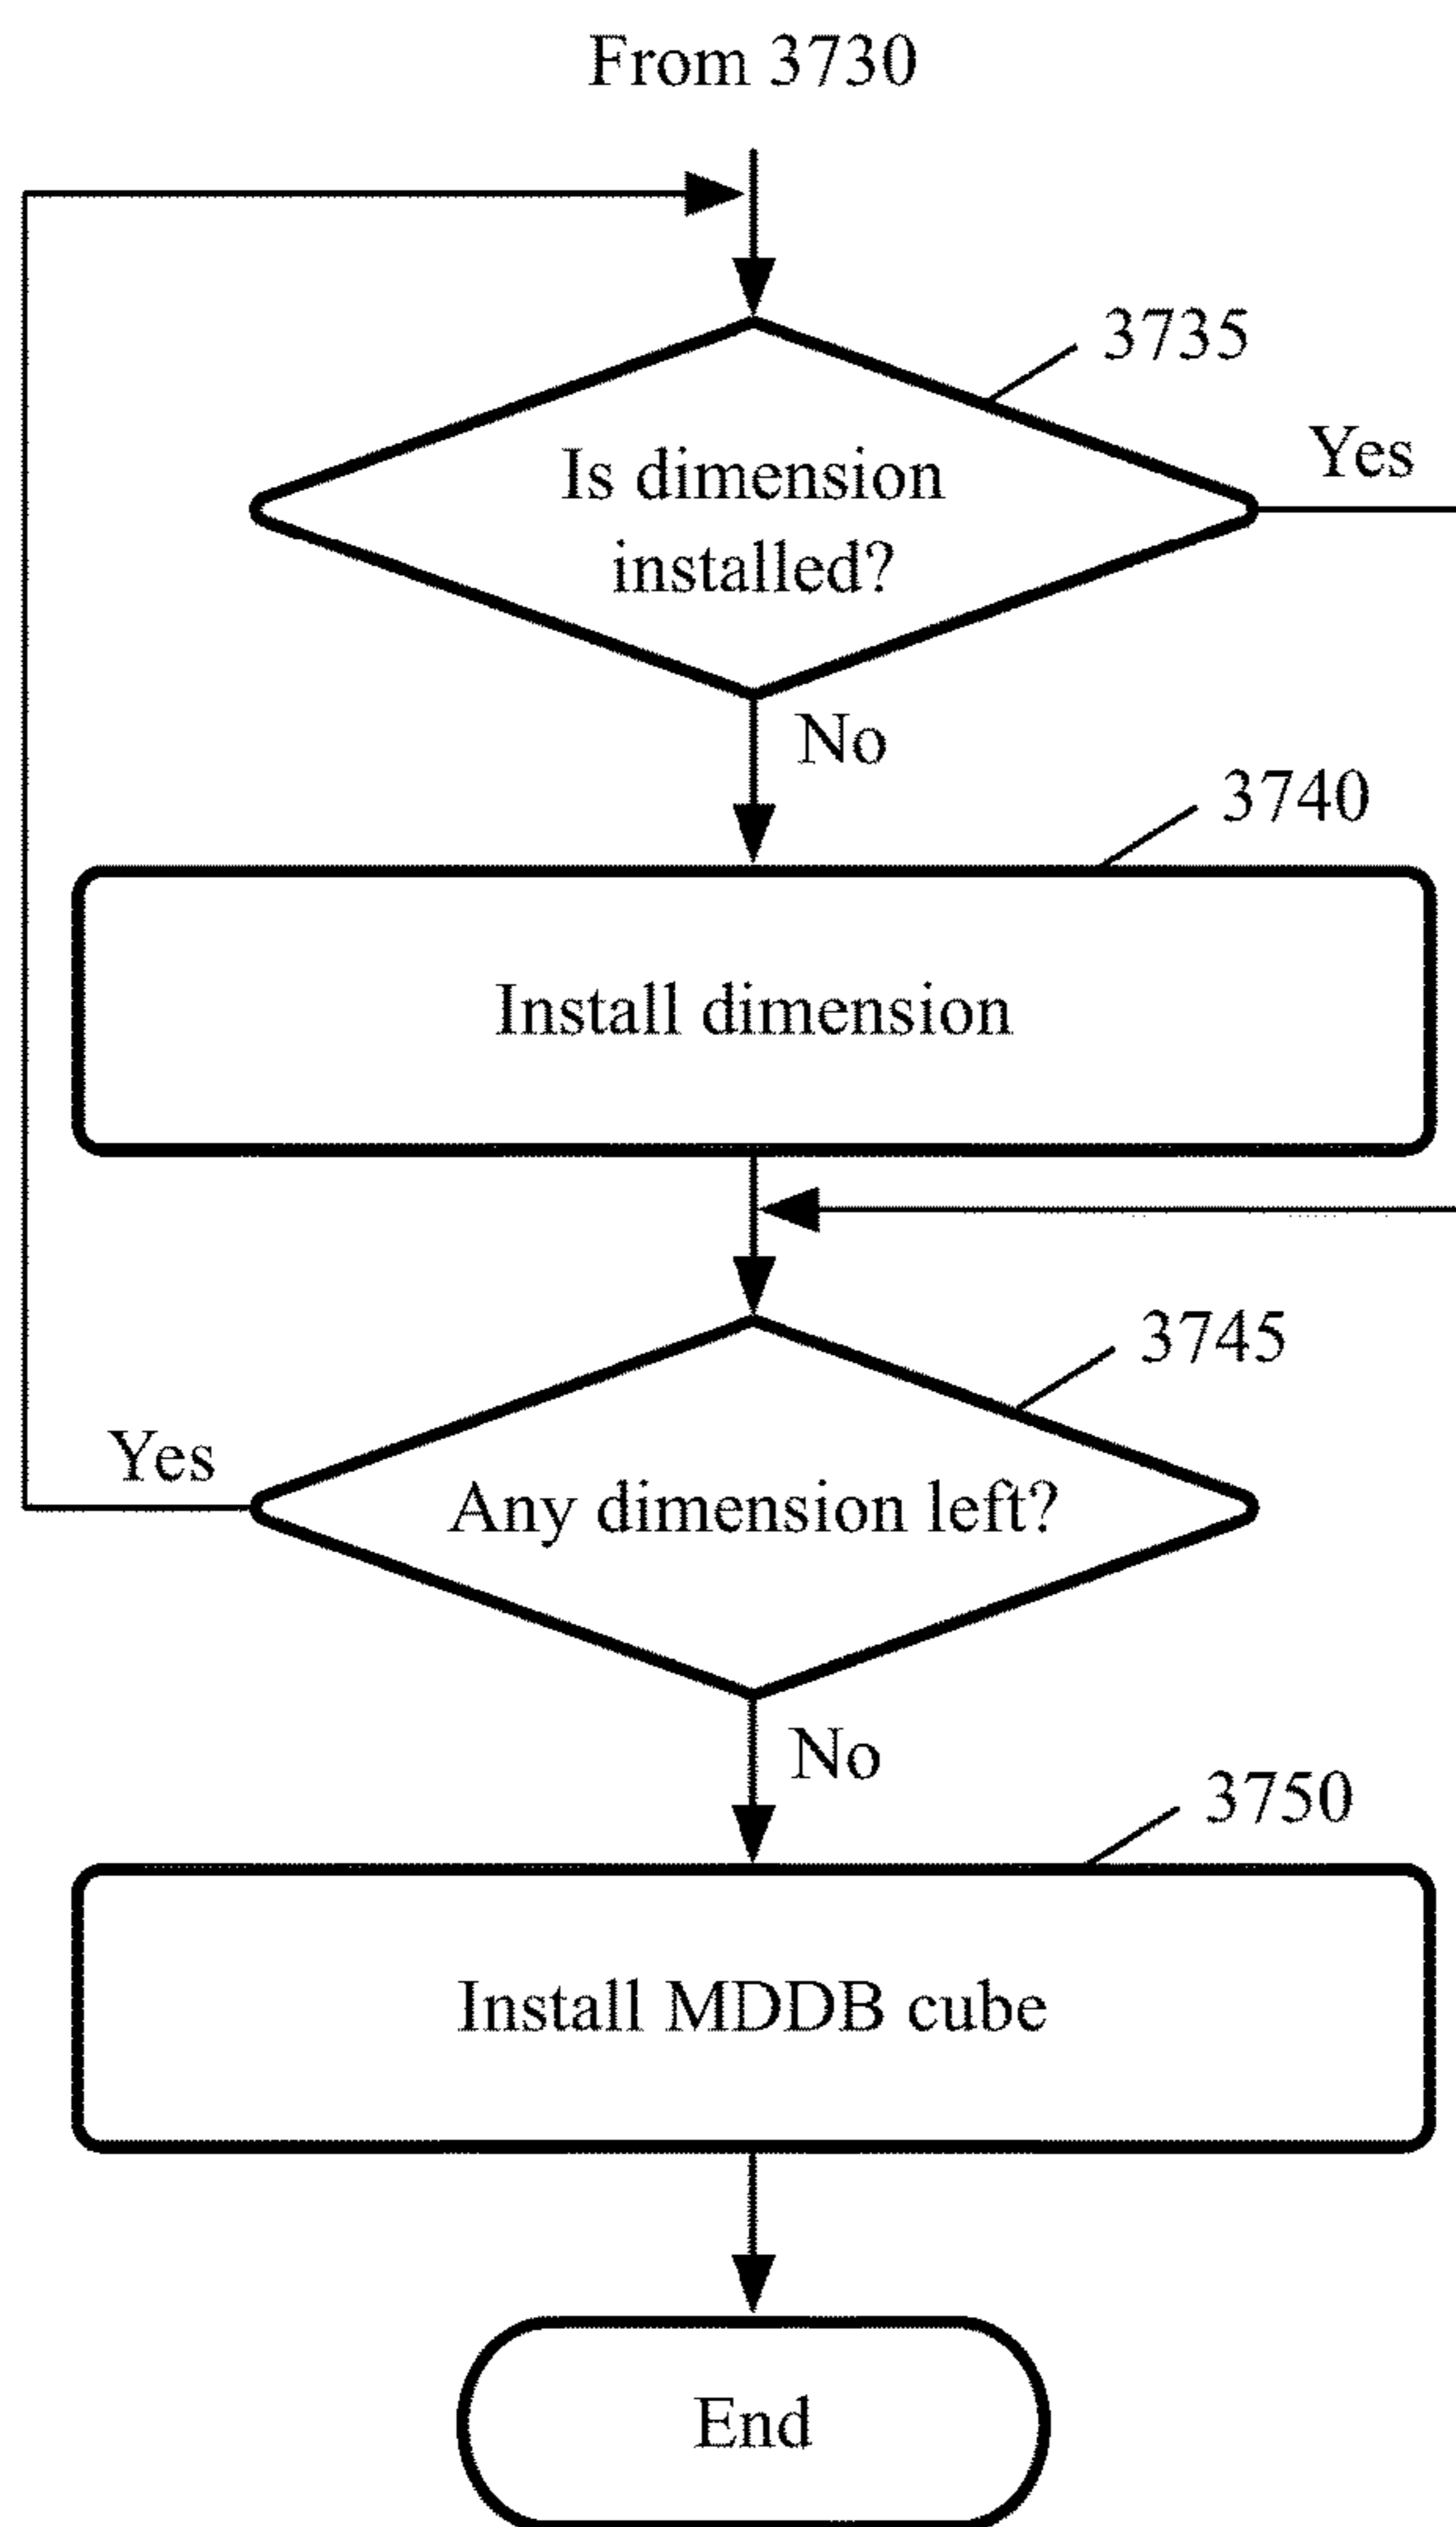 From 3730
3735
Yes
Is dimension
installed?
No
3740
Install dimension
3745
Yes
Any dimension left?
No
3750
Install MDDB cube
End